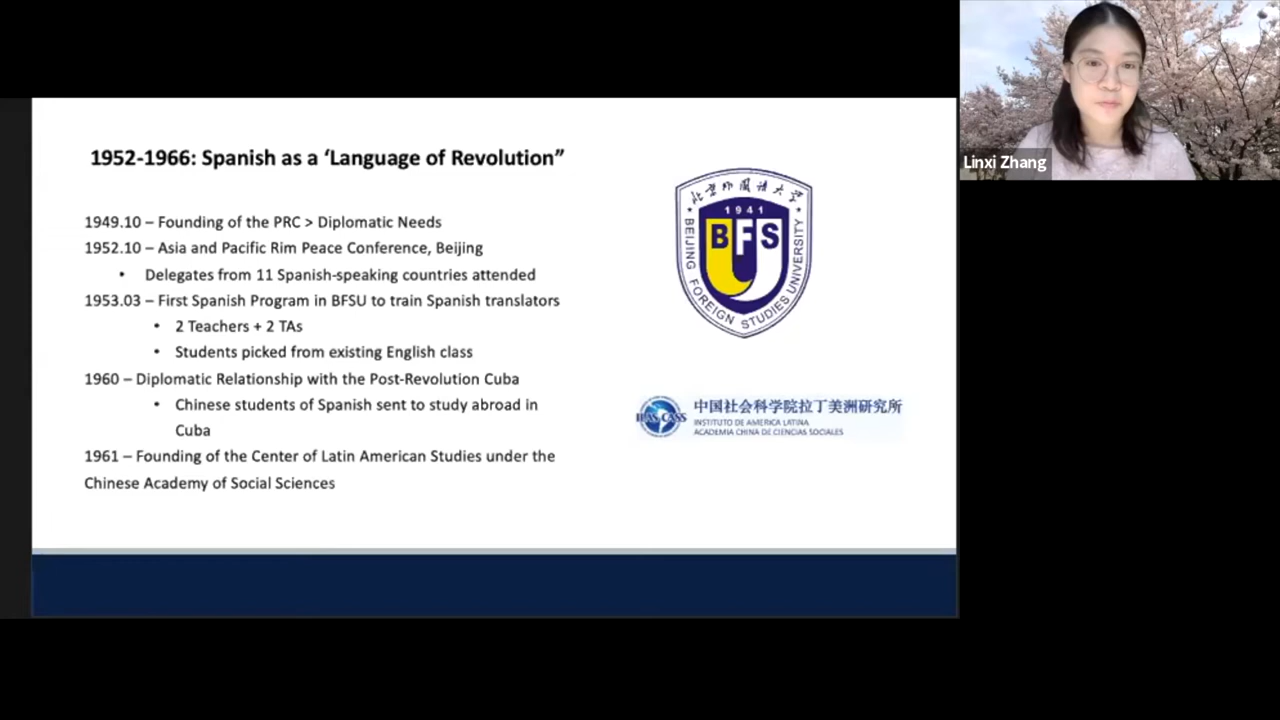 1952-1966: Spanish as a ‘Language of Revolution”
1949.10 – Founding of the PRC > Diplomatic Needs
1952.10 – Asia and Pacific Rim Peace Conference, Beijing
• Delegates from 11 Spanish-speaking countries attended
1953.03 – First Spanish Program in BFSU to train Spanish translators
• 2 Teachers + 2 TAs
• Students picked from existing English class
1960 – Diplomatic Relationship with the Post-Revolution Cuba
• Chinese students of Spanish sent to study abroad in
Cuba
1961 – Founding of the Center of Latin American Studies under the
Chinese Academy of Social Sciences
北京外国语大学
1941
BFSU
BEIJING FOREIGN STUDIES UNIVERSITY
ILAS CASS
中国社会科学院拉丁美洲研究所
INSTITUTO DE AMERICA LATINA
ACADEMIA CHINA DE CIENCIAS SOCIALES
Linxi Zhang